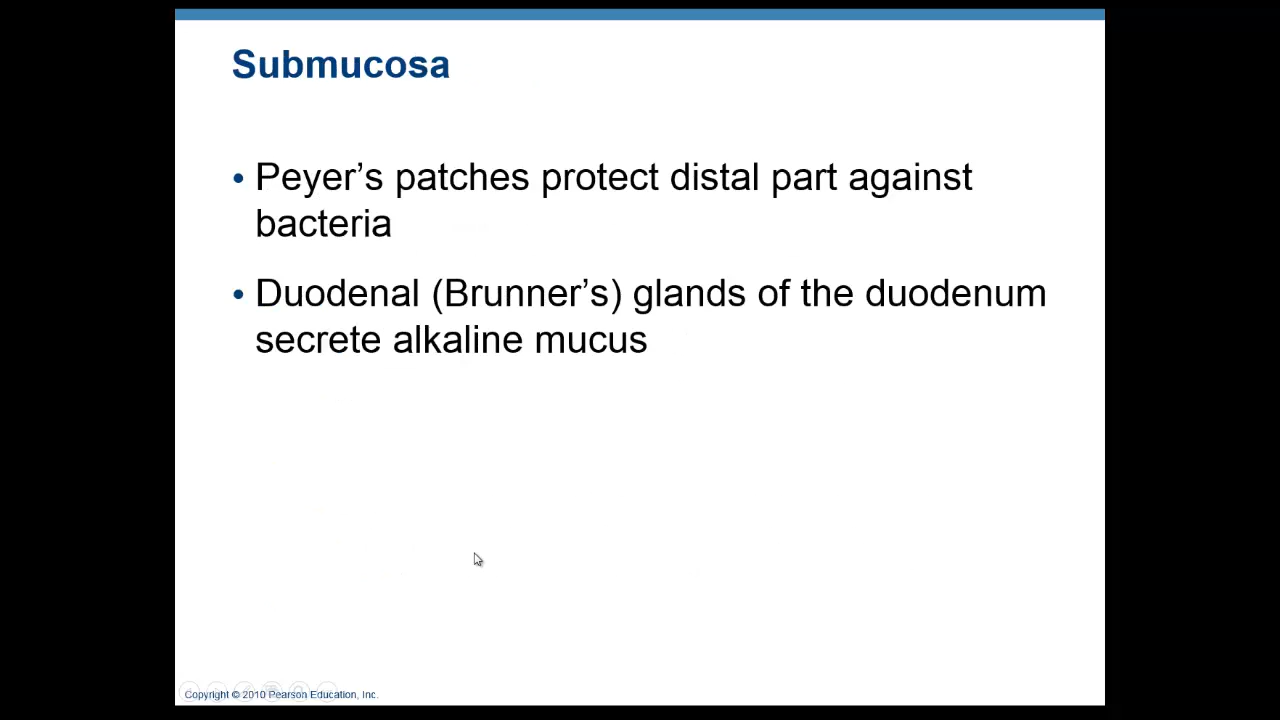 Submucosa
• Peyer’s patches protect distal part against
bacteria
• Duodenal (Brunner’s) glands of the duodenum
secrete alkaline mucus
Copyright © 2010 Pearson Education, Inc.